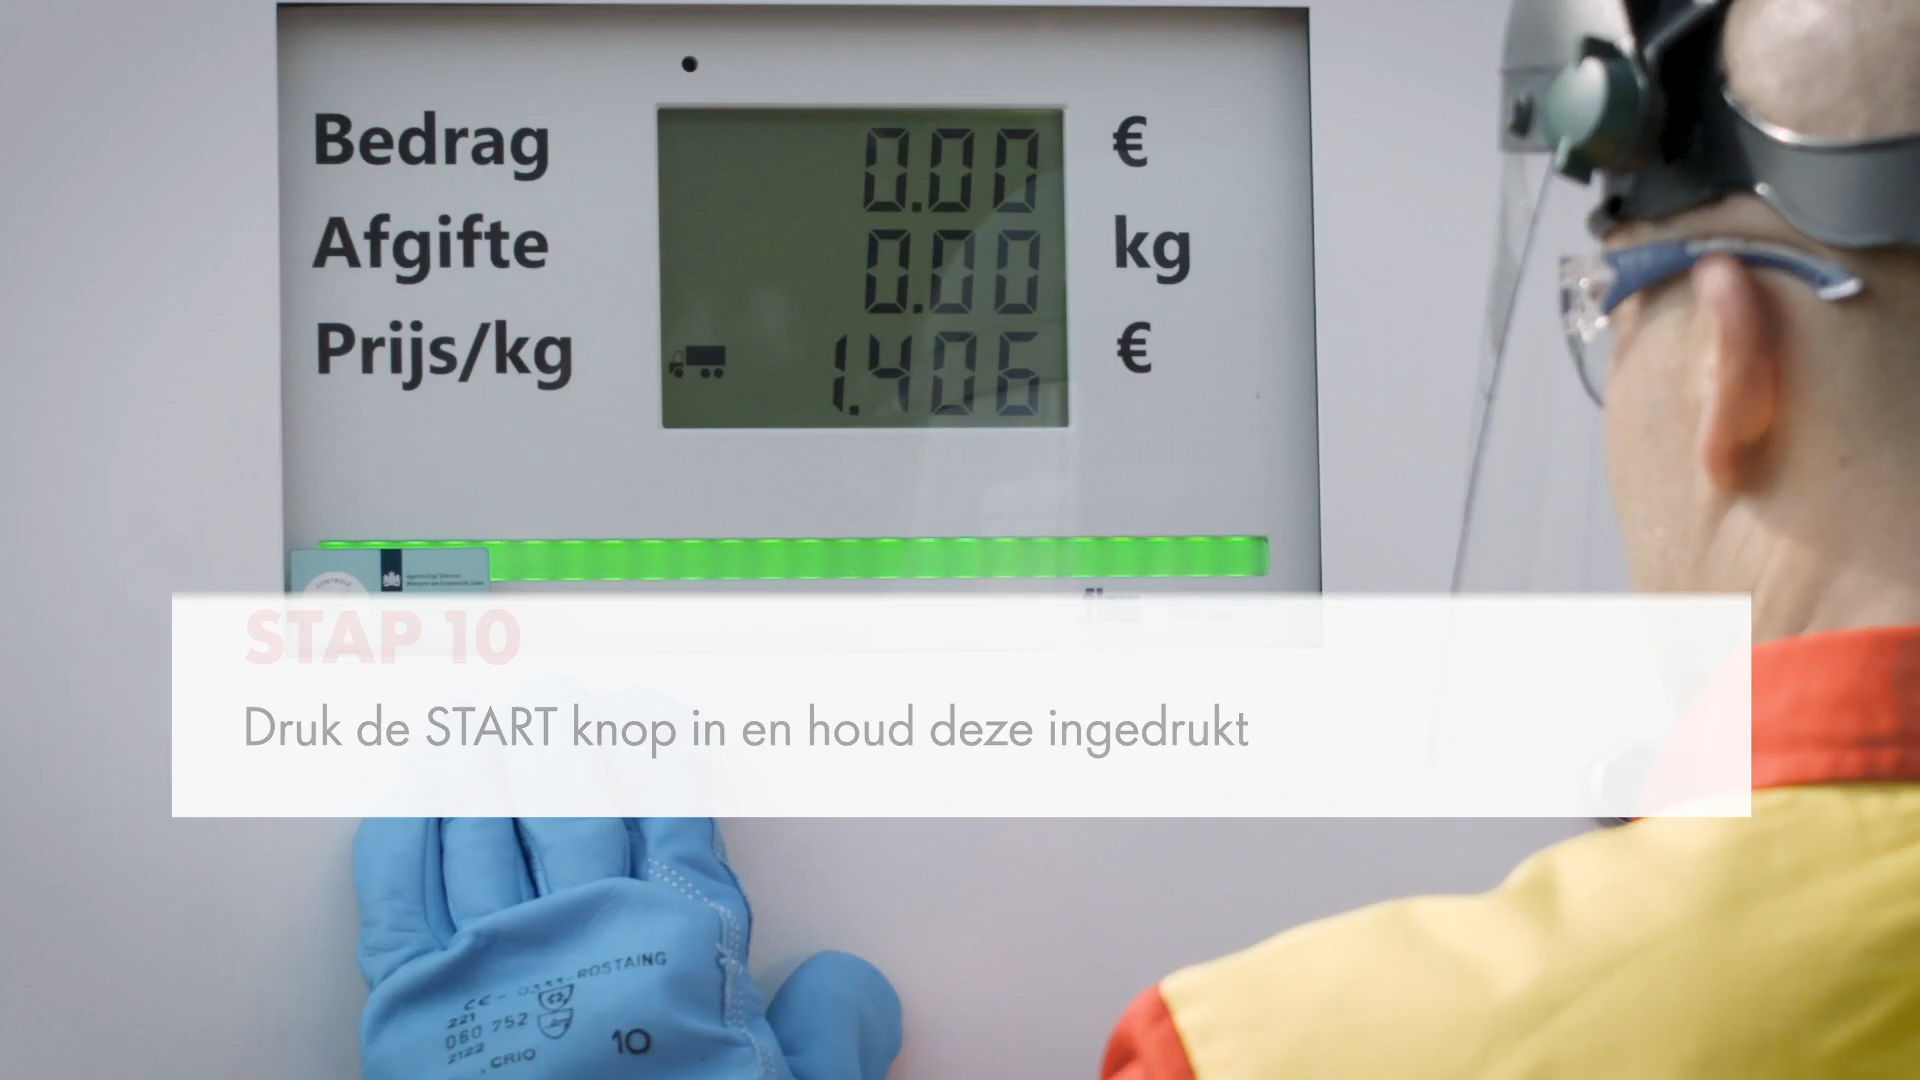 Bedrag 0.00 €
Afgifte 0.00 kg
Prijs/kg 1.406 €
CONTROLE
STAP 10
Druk de START knop in en houd deze ingedrukt
ROSTAING
221
060 752
2122
CRIO
10